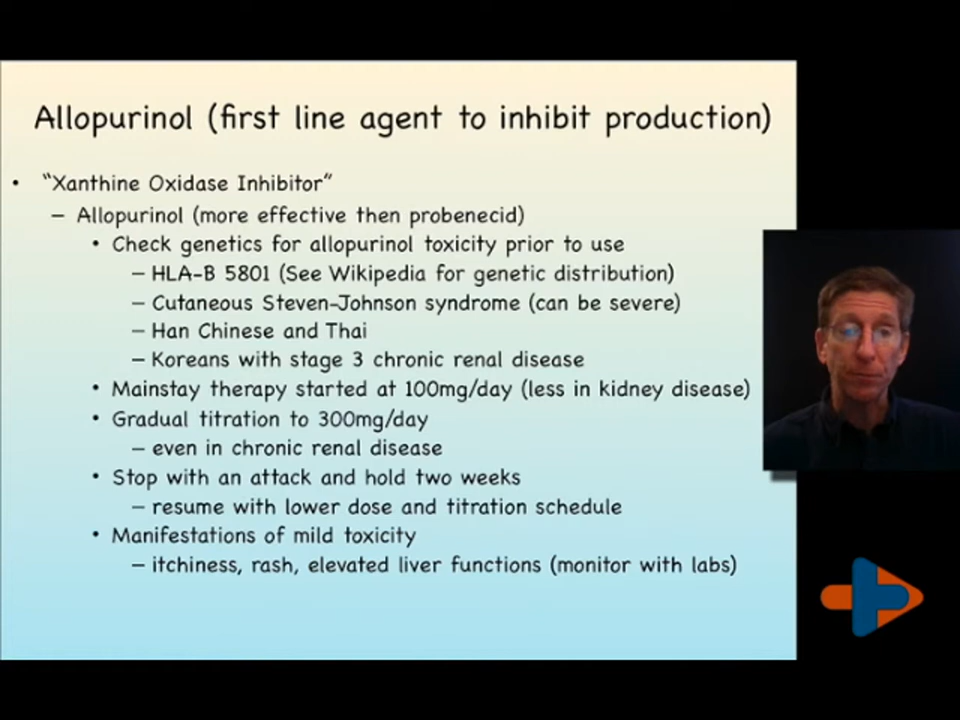 Allopurinol (first line agent to inhibit production)
• "Xanthine Oxidase Inhibitor"
– Allopurinol (more effective then probenecid)
• Check genetics for allopurinol toxicity prior to use
– HLA-B 5801 (See Wikipedia for genetic distribution)
– Cutaneous Steven-Johnson syndrome (can be severe)
– Han Chinese and Thai
– Koreans with stage 3 chronic renal disease
• Mainstay therapy started at 100mg/day (less in kidney disease)
• Gradual titration to 300mg/day
– even in chronic renal disease
• Stop with an attack and hold two weeks
– resume with lower dose and titration schedule
• Manifestations of mild toxicity
– itchiness, rash, elevated liver functions (monitor with labs)